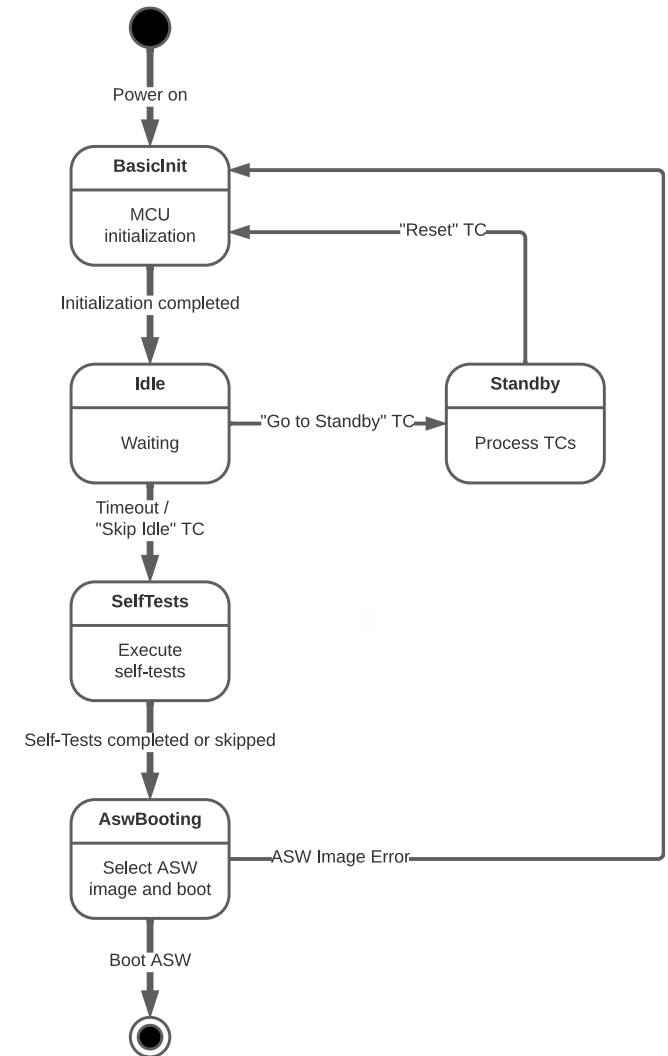 Power on
BasicInit
MCU
initialization
"Reset" TC
Initialization completed
Idle
Waiting
"Go to Standby" TC
Standby
Process TCs
Timeout /
"Skip Idle" TC
SelfTests
Execute
self-tests
Self-Tests completed or skipped
AswBooting
Select ASW
image and boot
ASW Image Error
Boot ASW